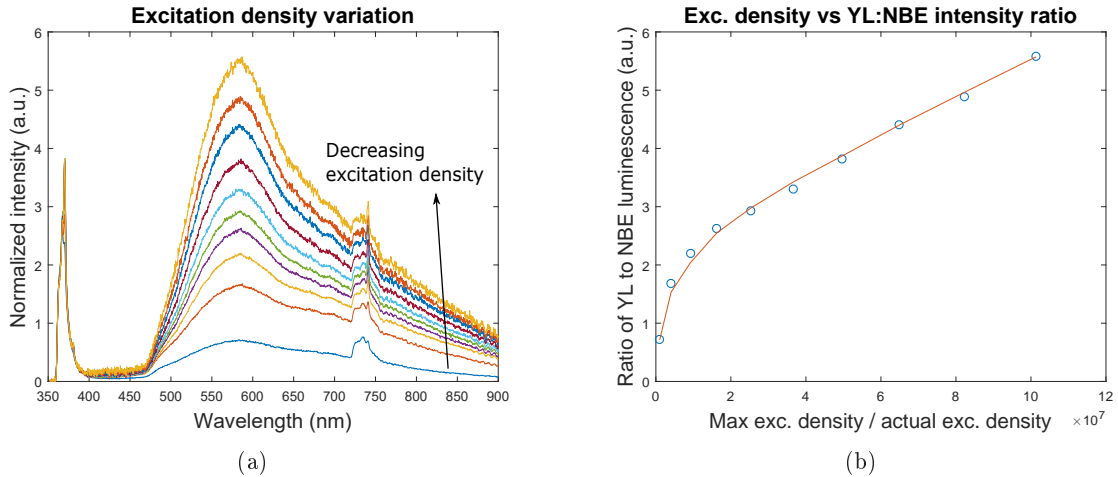 Excitation density variation
Normalized intensity (a.u.)
6
5
4
3
2
1
0
Decreasing
excitation density
350 400 450 500 550 600 650 700 750 800 850 900
Wavelength (nm)
(a)
Exc. density vs YL:NBE intensity ratio
Ratio of YL to NBE luminescence (a.u.)
6
5
4
3
2
1
0
0 2 4 6 8 10 12
Max exc. density / actual exc. density ×10⁷
(b)